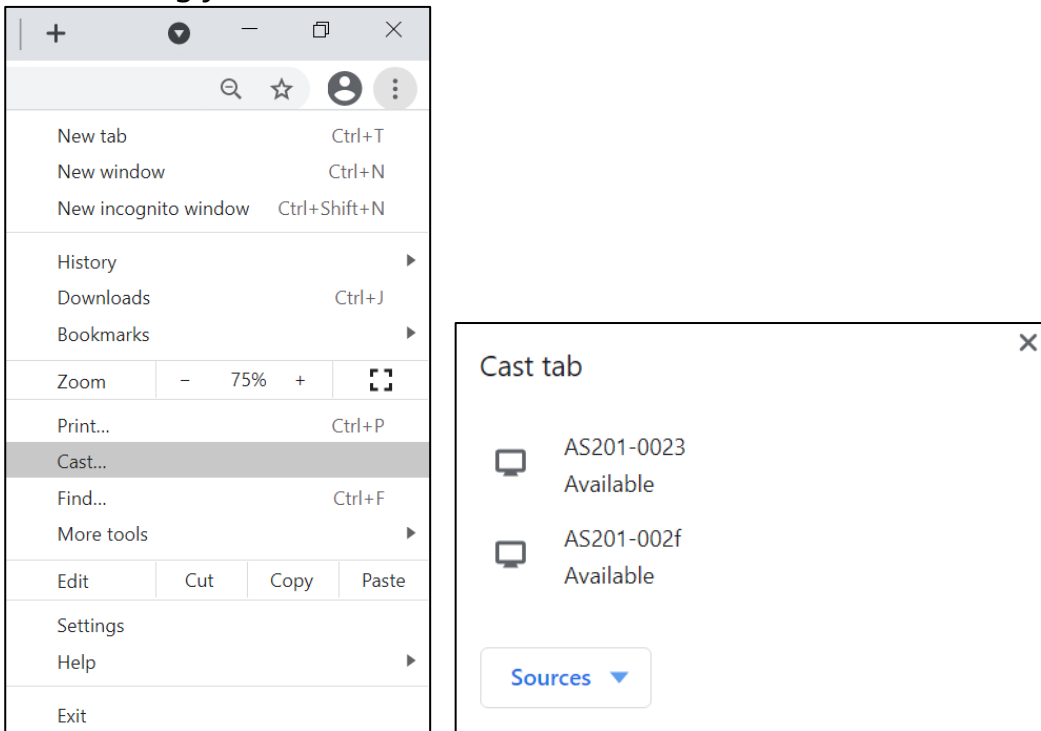 New tab Ctrl+T
New window Ctrl+N
New incognito window Ctrl+Shift+N
History
Downloads Ctrl+J
Bookmarks
Zoom - 75% +
Print... Ctrl+P
Cast...
Find... Ctrl+F
More tools
Edit Cut Copy Paste
Settings
Help
Exit
Cast tab
AS201-0023
Available
AS201-002f
Available
Sources